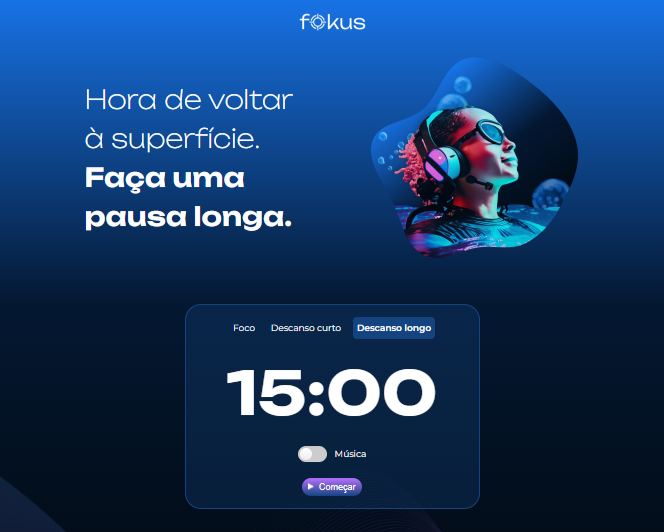 fokus
Hora de voltar
à superfície.
Faça uma
pausa longa.
Foco Descanso curto Descanso longo
15:00
Música
Começar